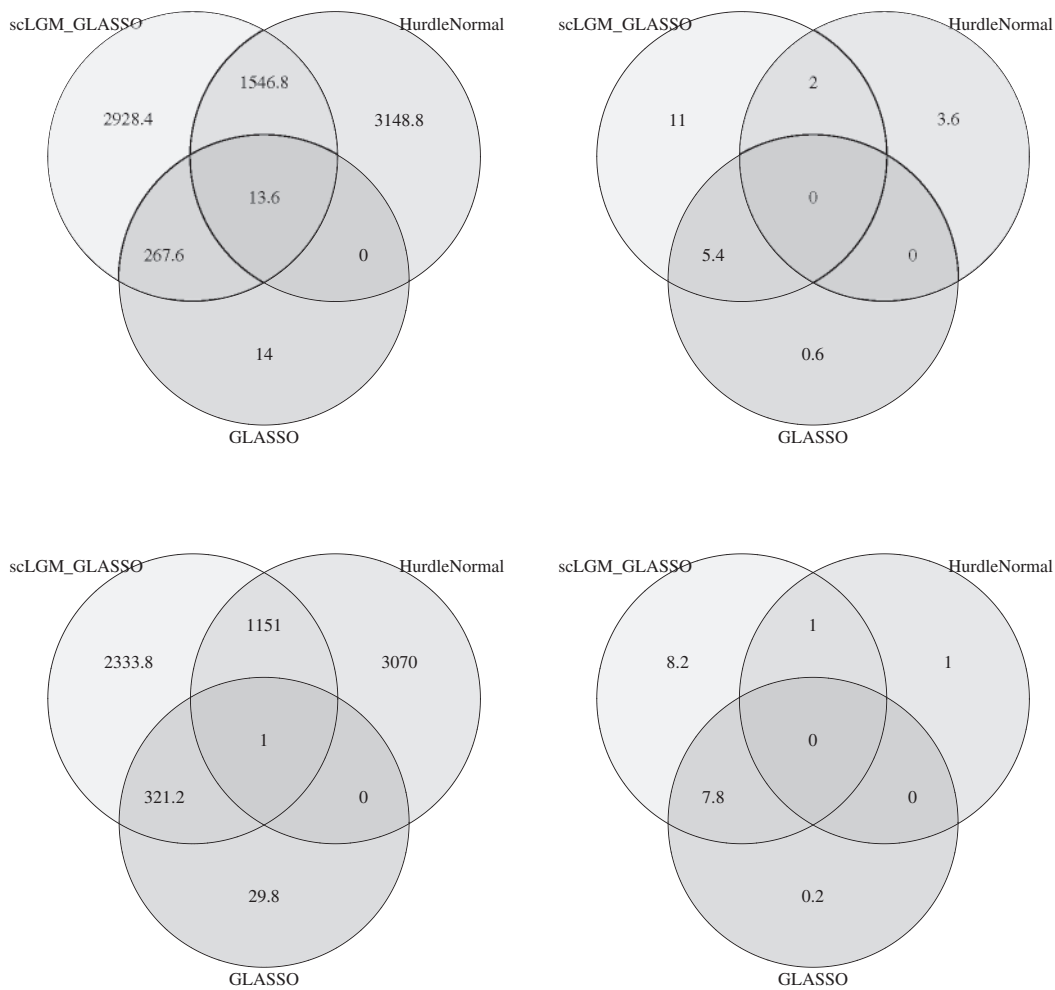 scLGM_GLASSO
HurdleNormal
2928.4
1546.8
3148.8
13.6
267.6
0
14
GLASSO
scLGM_GLASSO
HurdleNormal
11
2
3.6
0
5.4
0
0.6
GLASSO
scLGM_GLASSO
HurdleNormal
2333.8
1151
3070
1
321.2
0
29.8
GLASSO
scLGM_GLASSO
HurdleNormal
8.2
1
1
0
7.8
0
0.2
GLASSO